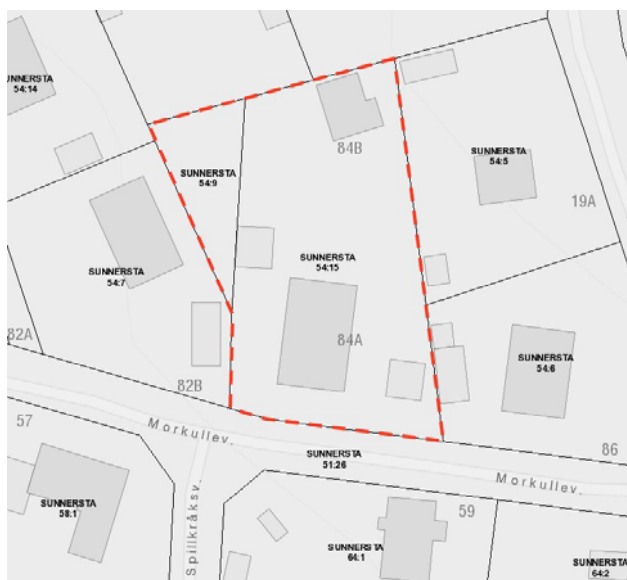 UNNERSTA
54:14
84B
SUNNERSTA
54:9
SUNNERSTA
54:5
19A
SUNNERSTA
54:7
SUNNERSTA
54:15
82A
84A
SUNNERSTA
54:6
82B
57
Morkullev.
SUNNERSTA
51:26
86
Morkullev.
SUNNERSTA
58:1
Spillkråksv.
59
SUNNERSTA
64:1
SUNNERSTA
64:2